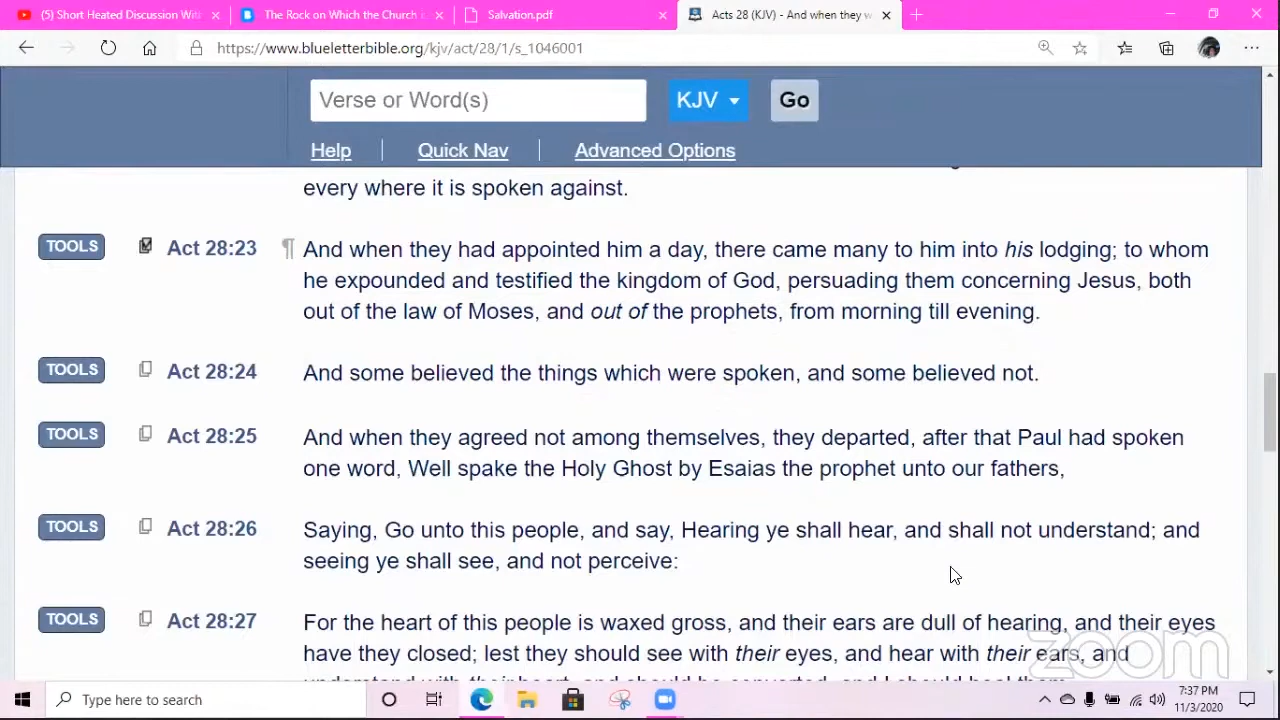 (5) Short Heated Discussion Wit
The Rock on Which the Church i
Salvation.pdf
Acts 28 (KJV) - And when they w
https://www.blueletterbible.org/kjv/act/28/1/s_1046001
Verse or Word(s)
KJV
Go
Help
Quick Nav
Advanced Options
every where it is spoken against.
TOOLS Act 28:23 ¶ And when they had appointed him a day, there came many to him into his lodging; to whom
he expounded and testified the kingdom of God, persuading them concerning Jesus, both
out of the law of Moses, and out of the prophets, from morning till evening.
TOOLS Act 28:24 And some believed the things which were spoken, and some believed not.
TOOLS Act 28:25 And when they agreed not among themselves, they departed, after that Paul had spoken
one word, Well spake the Holy Ghost by Esaias the prophet unto our fathers,
TOOLS Act 28:26 Saying, Go unto this people, and say, Hearing ye shall hear, and shall not understand; and
seeing ye shall see, and not perceive:
TOOLS Act 28:27 For the heart of this people is waxed gross, and their ears are dull of hearing, and their eyes
have they closed; lest they should see with their eyes, and hear with their ears, and
zoom
Type here to search
7:37 PM
11/3/2020